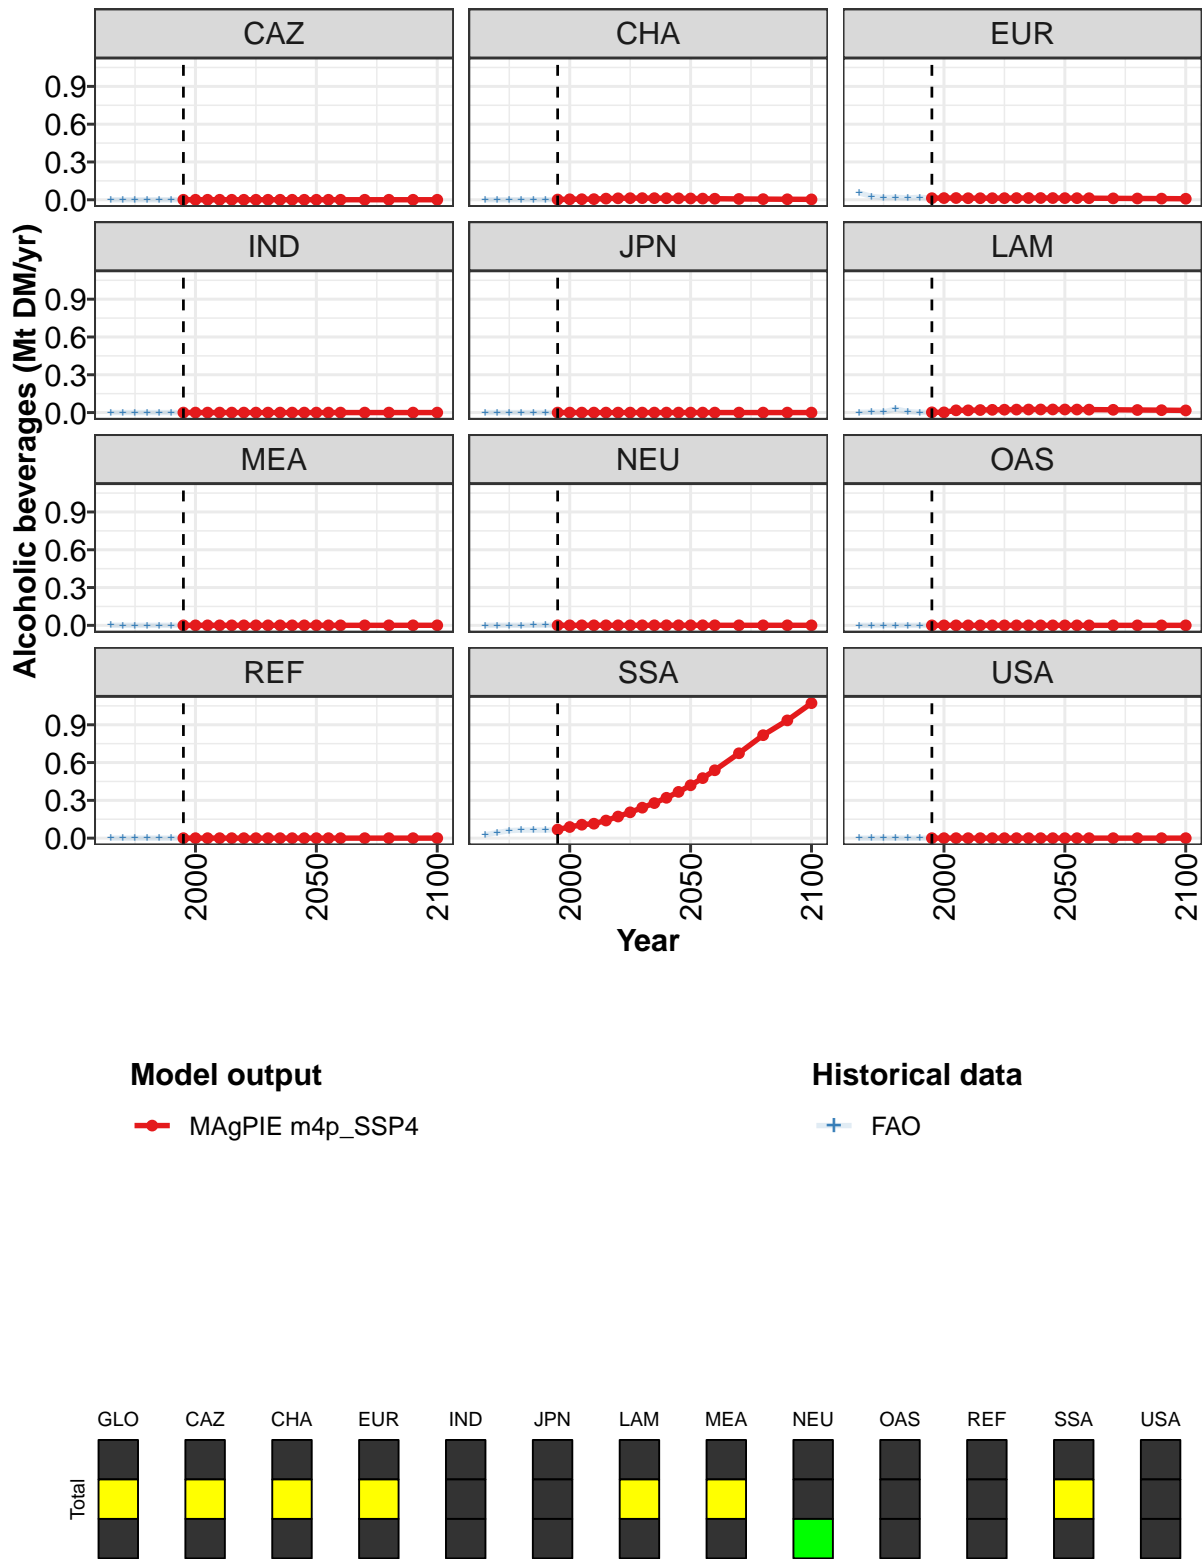 CAZ CHA EUR
0.9
0.6
0.3
0.0
IND JPN LAM
0.9
0.6
0.3
0.0
MEA NEU OAS
0.9
0.6
0.3
0.0
REF SSA USA
0.9
0.6
0.3
0.0
Alcoholic beverages (Mt DM/yr)
2000 2050 2100 2000 2050 2100 2000 2050 2100
Year
Model output Historical data
MAgPIE m4p_SSP4 FAO
GLO CAZ CHA EUR IND JPN LAM MEA NEU OAS REF SSA USA
Total